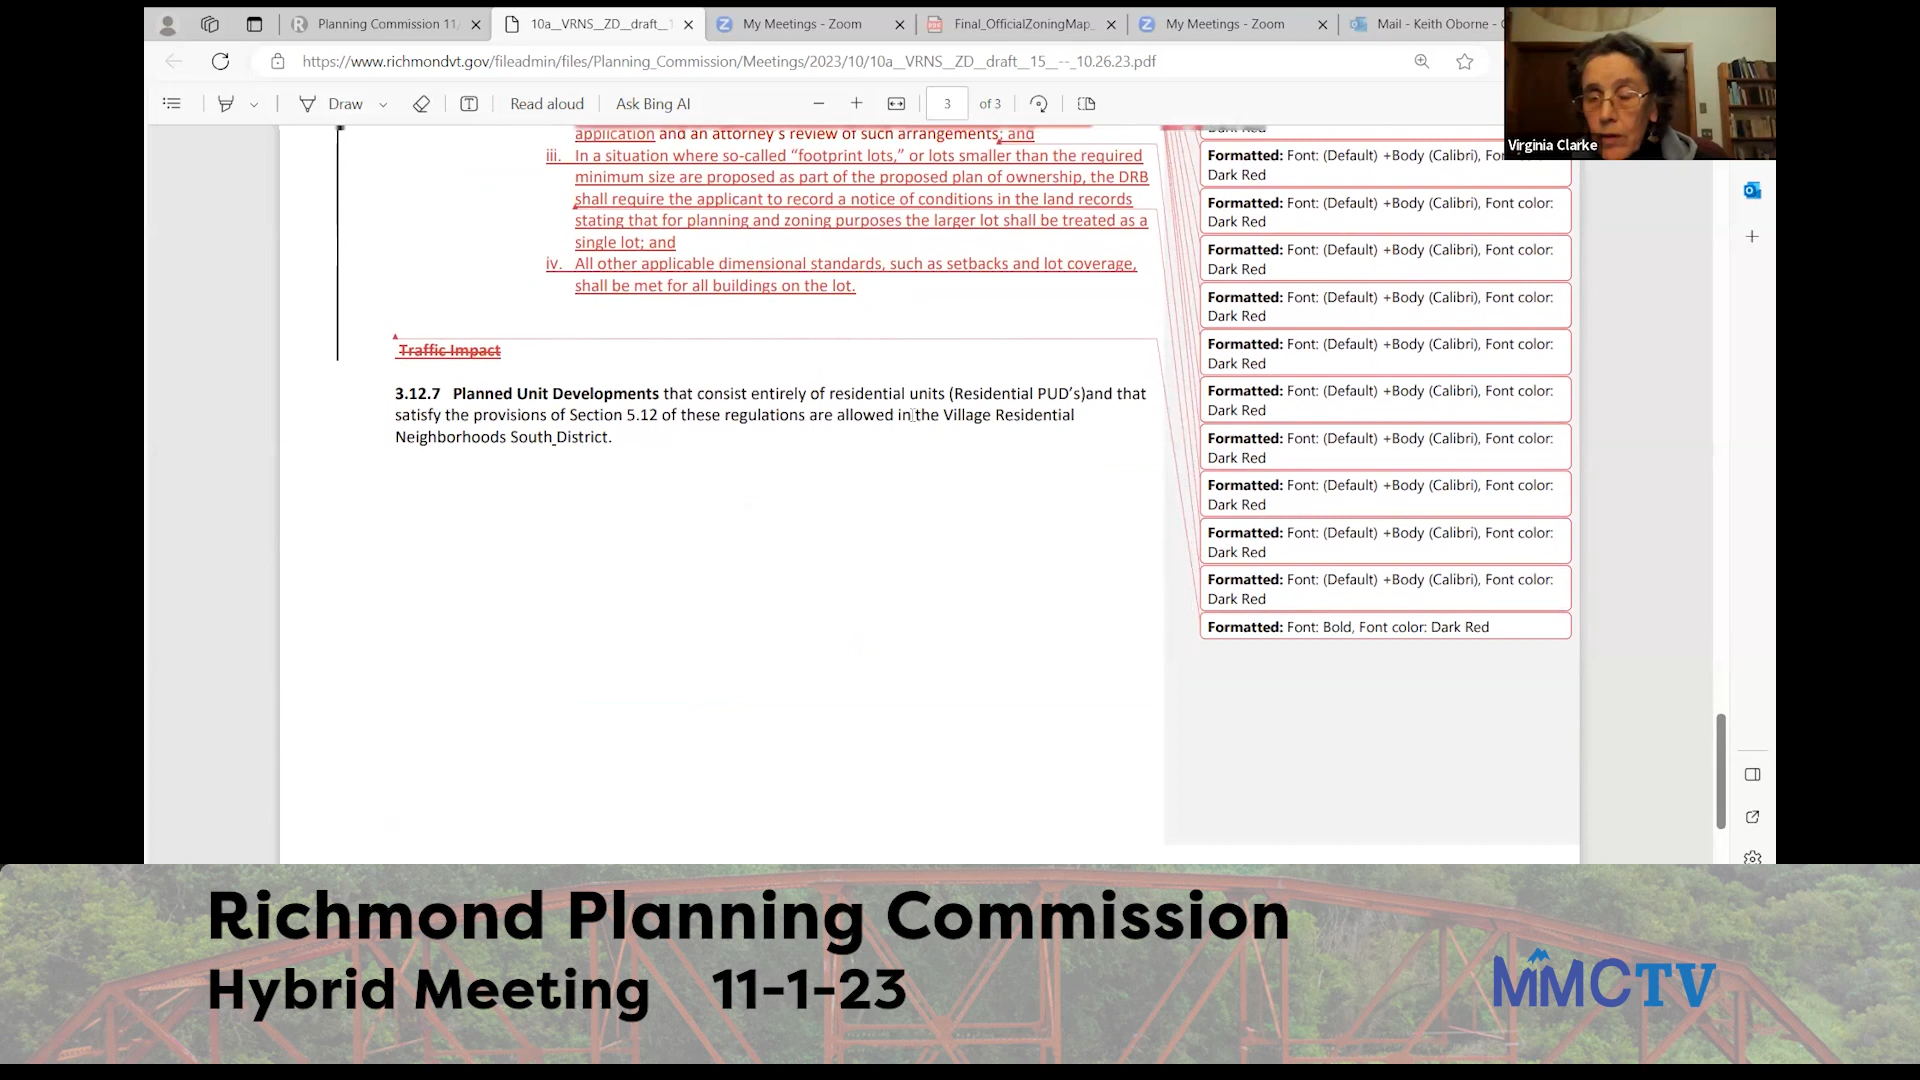 Planning Commission 11/
10a__VRNS__ZD__draft__1
My Meetings - Zoom
Final_OfficialZoningMap_
My Meetings - Zoom
Mail - Keith Oborne -
https://www.richmondvt.gov/fileadmin/files/Planning_Commission/Meetings/2023/10/10a__VRNS__ZD__draft__15__--_10.26.23.pdf
Draw
Read aloud
Ask Bing AI
3
of 3
Virginia Clarke
application and an attorney's review of such arrangements; and
iii. In a situation where so-called “footprint lots,” or lots smaller than the required
minimum size are proposed as part of the proposed plan of ownership, the DRB
shall require the applicant to record a notice of conditions in the land records
stating that for planning and zoning purposes the larger lot shall be treated as a
single lot; and
iv. All other applicable dimensional standards, such as setbacks and lot coverage,
shall be met for all buildings on the lot.
Traffic Impact
3.12.7 Planned Unit Developments that consist entirely of residential units (Residential PUD’s)and that
satisfy the provisions of Section 5.12 of these regulations are allowed in the Village Residential
Neighborhoods South District.
Dark Red
Formatted: Font: (Default) +Body (Calibri),
Dark Red
Formatted: Font: (Default) +Body (Calibri), Font color:
Dark Red
Formatted: Font: (Default) +Body (Calibri), Font color:
Dark Red
Formatted: Font: (Default) +Body (Calibri), Font color:
Dark Red
Formatted: Font: (Default) +Body (Calibri), Font color:
Dark Red
Formatted: Font: (Default) +Body (Calibri), Font color:
Dark Red
Formatted: Font: (Default) +Body (Calibri), Font color:
Dark Red
Formatted: Font: (Default) +Body (Calibri), Font color:
Dark Red
Formatted: Font: (Default) +Body (Calibri), Font color:
Dark Red
Formatted: Font: (Default) +Body (Calibri), Font color:
Dark Red
Formatted: Font: Bold, Font color: Dark Red
Richmond Planning Commission
Hybrid Meeting 11-1-23
MMCTV